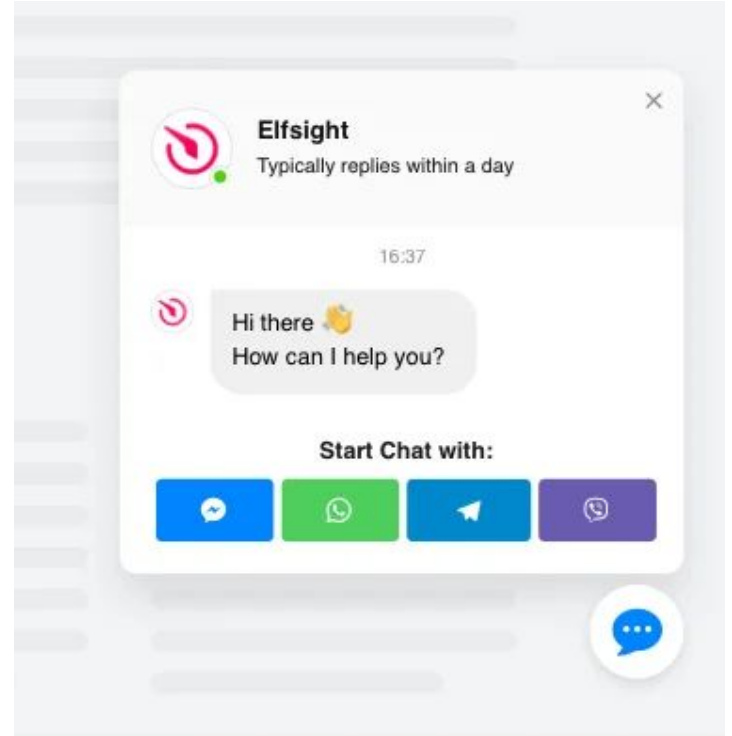 Elfsight
Typically replies within a day
16:37
Hi there 👋
How can I help you?
Start Chat with: